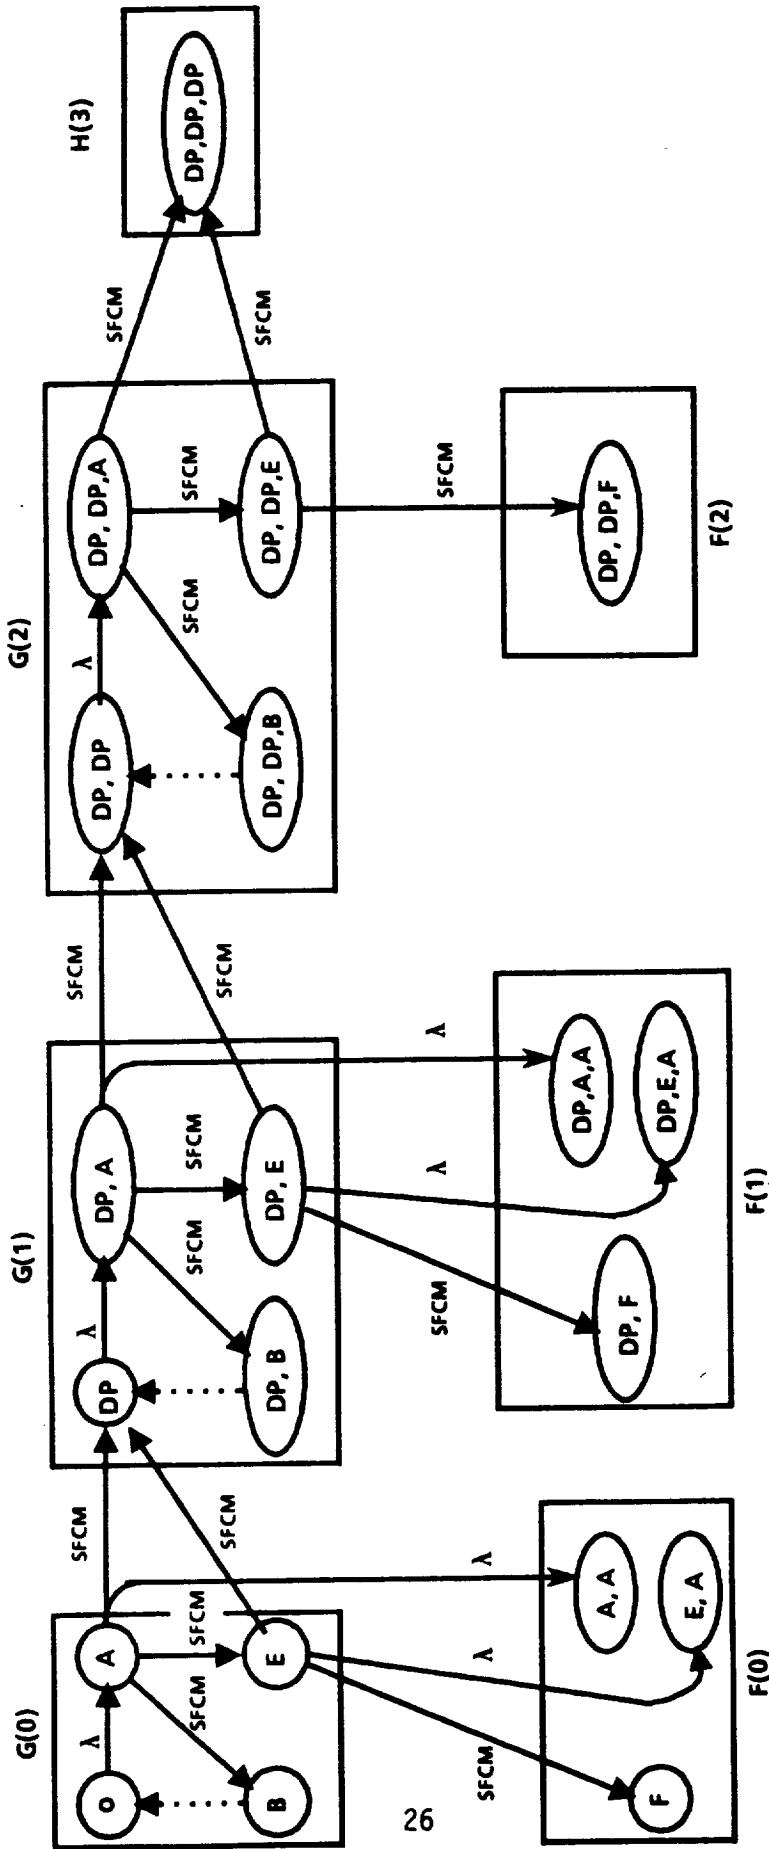 G(0)
O
λ
A
SFCM
SFCM
B
E
SFCM
SFCM
SFCM
λ
λ
F
A, A
E, A
F(0)
G(1)
DP
λ
DP, A
SFCM
SFCM
DP, B
DP, E
SFCM
SFCM
SFCM
λ
λ
DP, F
DP,A,A
DP,E,A
F(1)
G(2)
DP, DP
λ
DP, DP,A
SFCM
SFCM
DP, DP,B
DP, DP,E
SFCM
SFCM
SFCM
DP, DP,F
F(2)
H(3)
DP,DP,DP
26